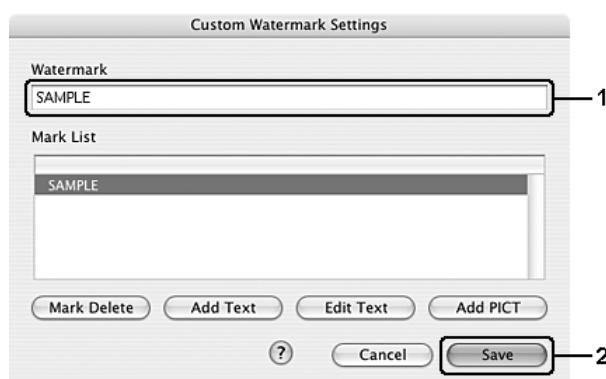 Custom Watermark Settings
Watermark
SAMPLE
1
Mark List
SAMPLE
Mark Delete Add Text Edit Text Add PICT
? Cancel Save 2